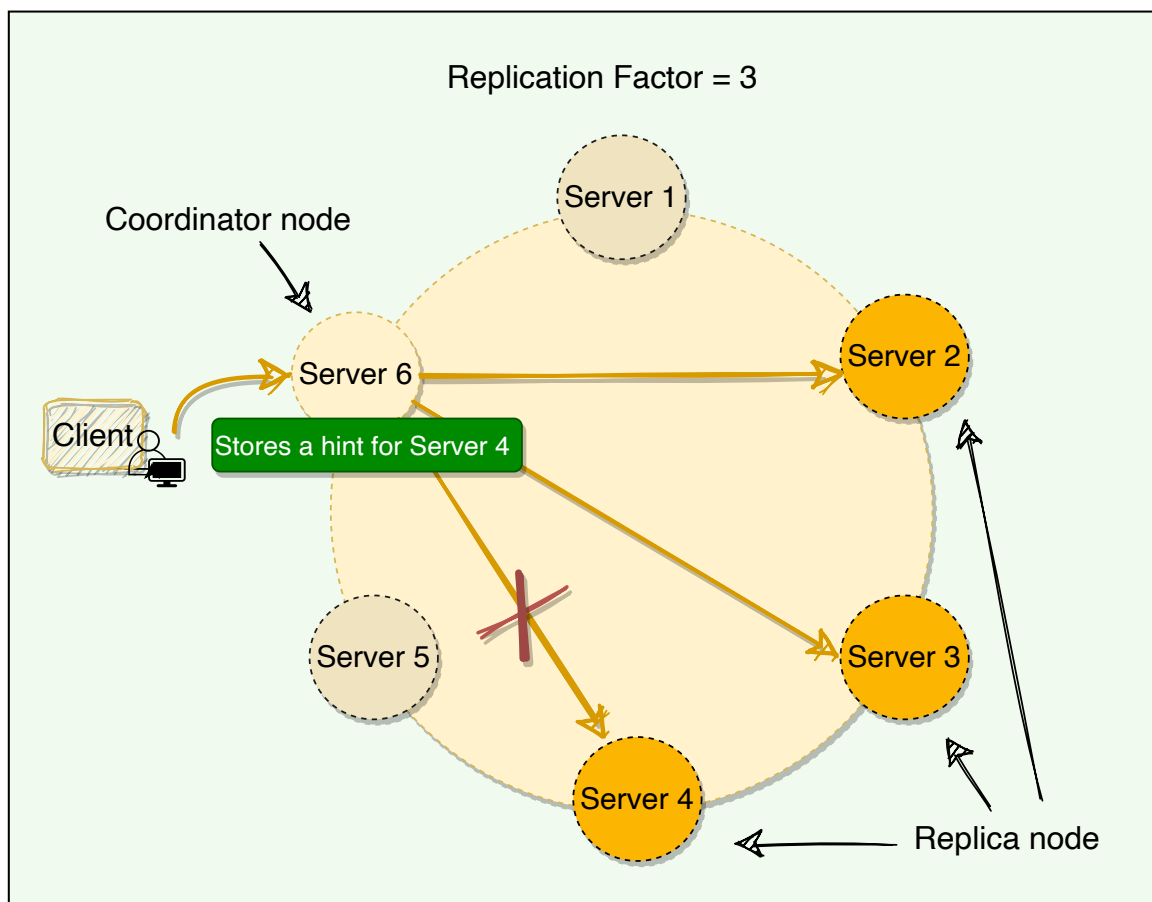 Replication Factor = 3
Server 1
Coordinator node
Server 2
Server 6
Client
Stores a hint for Server 4
Server 5
Server 3
Server 4
Replica node